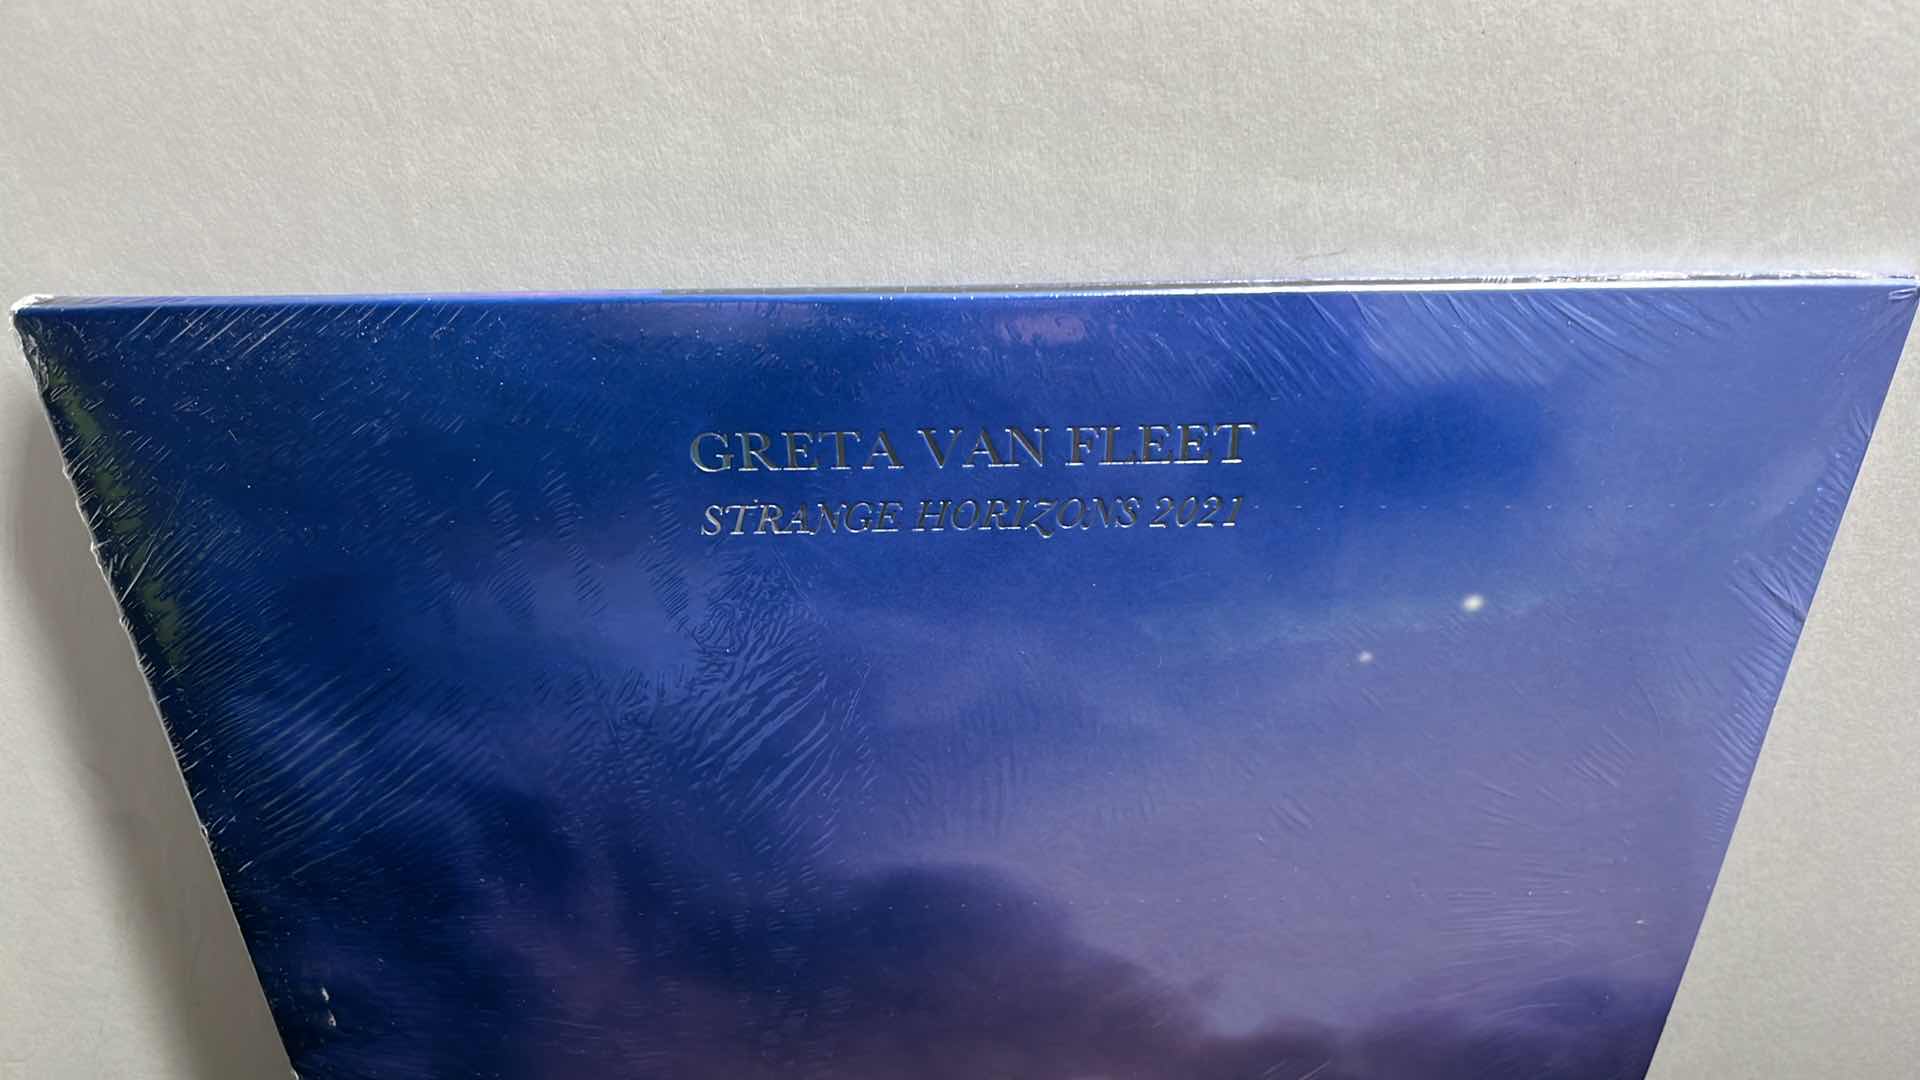 GRETA VAN FLEET
STRANGE HORIZONS 2021